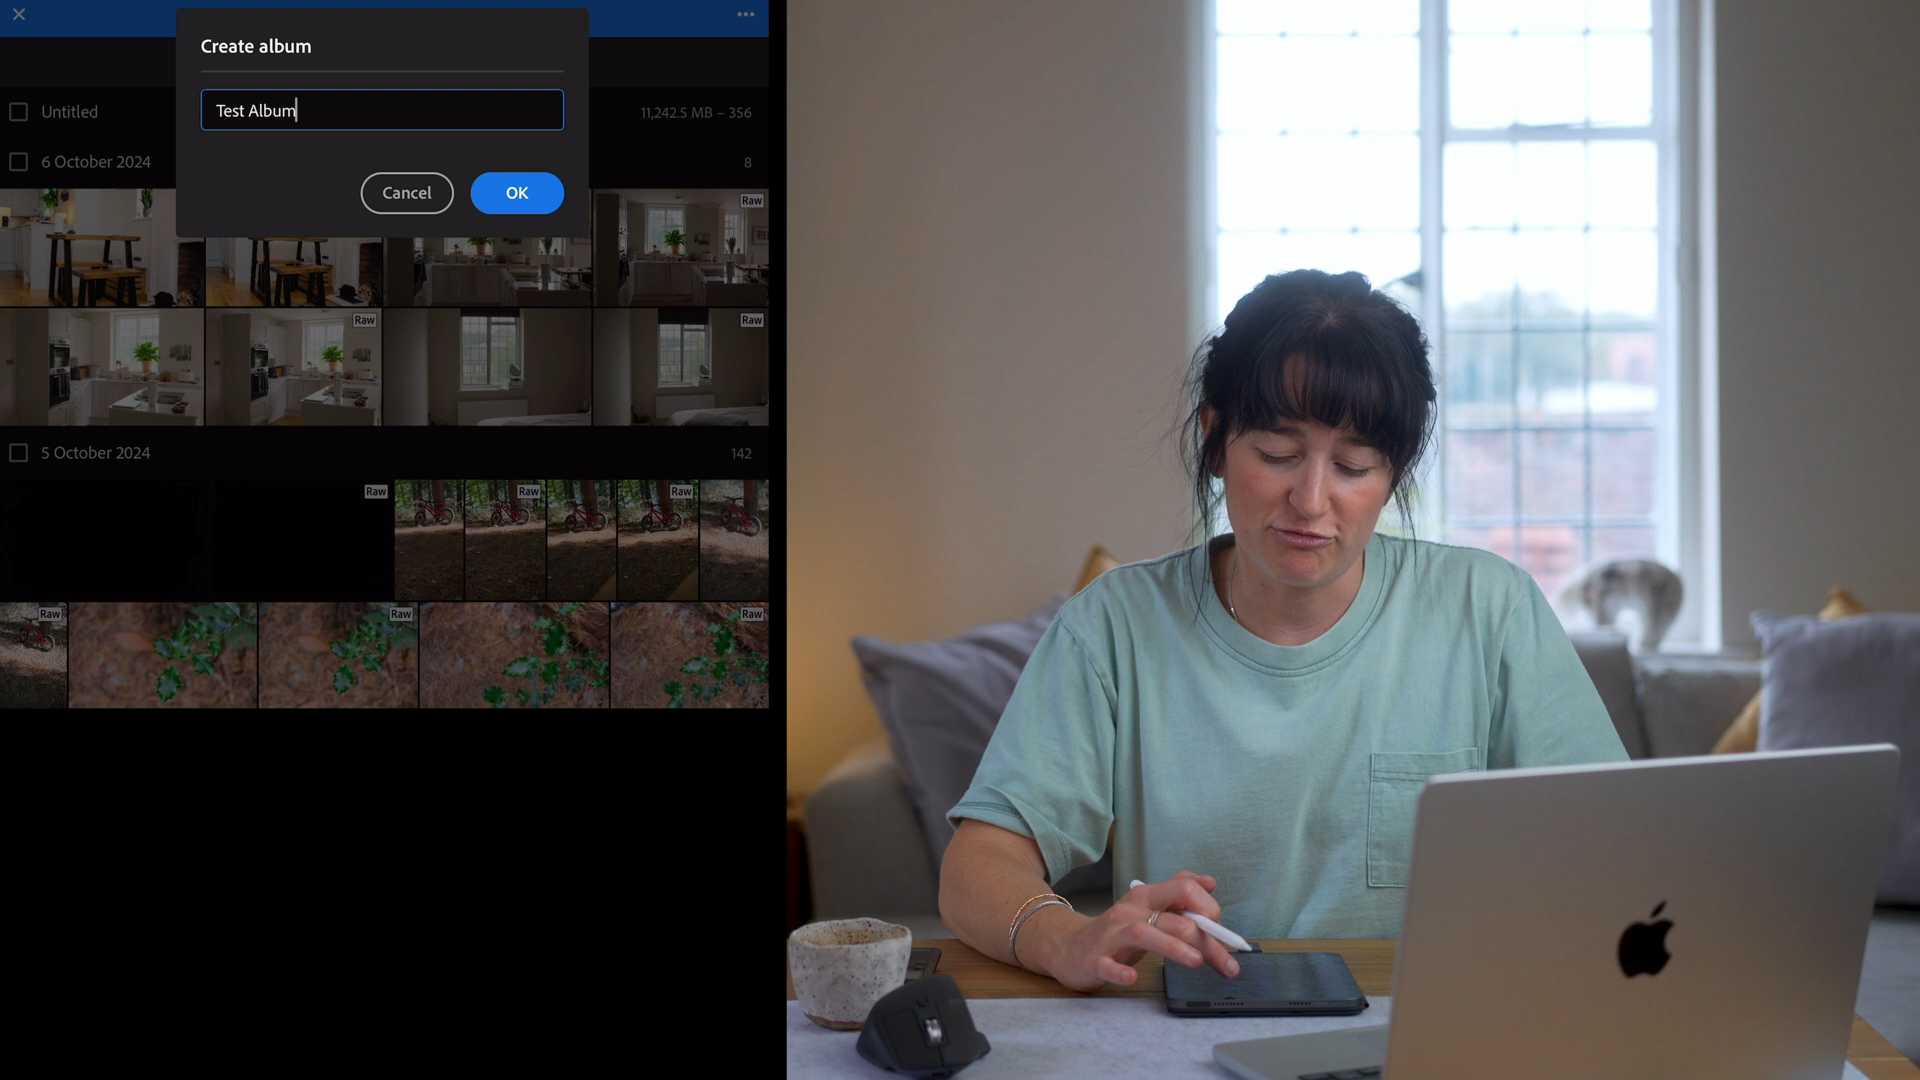 Create album
Test Album
Cancel
OK
Untitled
11,242.5 MB – 356
6 October 2024
8
Raw
Raw
Raw
5 October 2024
142
Raw
Raw
Raw
Raw
Raw
Raw